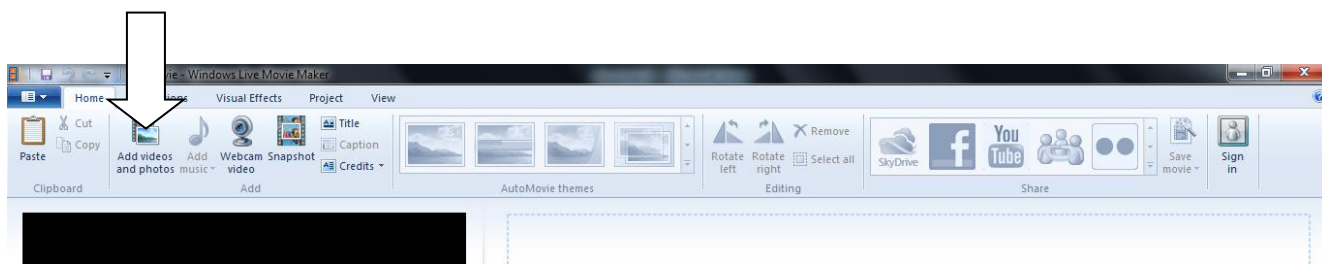 - Windows Live Movie Maker
Home Visual Effects Project View
Cut
Copy
Paste
Clipboard
Add videos and photos
Add music
Webcam video
Snapshot
Title
Caption
Credits
Add
AutoMovie themes
Rotate left
Rotate right
Remove
Select all
Editing
SkyDrive
f
You Tube
Share
Save movie
Sign in